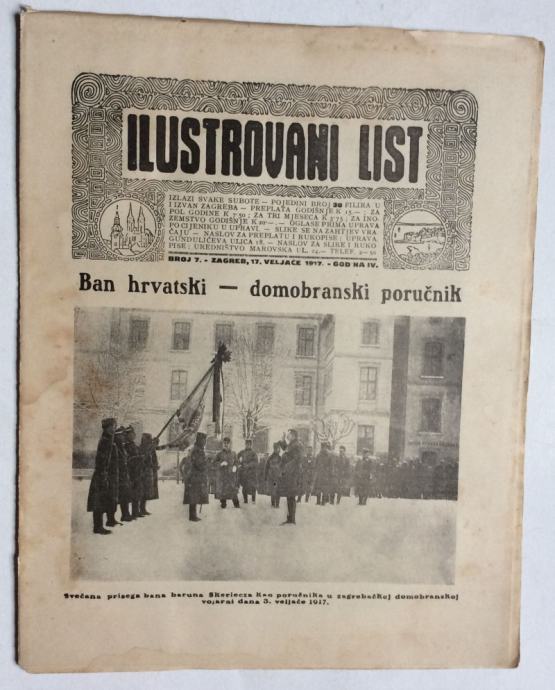 ILUSTROVANI LIST
IZLAZI SVAKE SUBOTE — POJEDINI BROJ 30 FILIRA U
I IZVAN ZAGREBA — PREPLATA GODIŠNJE K 15.— ; ZA
POL GODINE K 7·50 ; ZA TRI MJESECA K 3·75 ; ZA INO.
ZEMSTVO GODIŠNJE K 20.— . — OGLASE PRIMA UPRAVA
PO CIJENIKU U UPRAVI. — SLIKE SE NA ZAHTJEV VRA
ĆAJU — NASLOV ZA PREPLATU I RUKOPISE : UPRAVA,
GUNDULIĆEVA ULICA 18. — NASLOV ZA SLIKE I RUKO
PISE : UREDNIŠTVO MAROVSKA UL. — TELEF.
BROJ 7. - ZAGREB, 17. VELJAČE 1917. - GOD NA IV.
Ban hrvatski — domobranski poručnik
Svečana prisega bana baruna Skerlecza kao poručnika u zagrebačkoj domobranskoj
vojarni dana 3. veljače 1917.